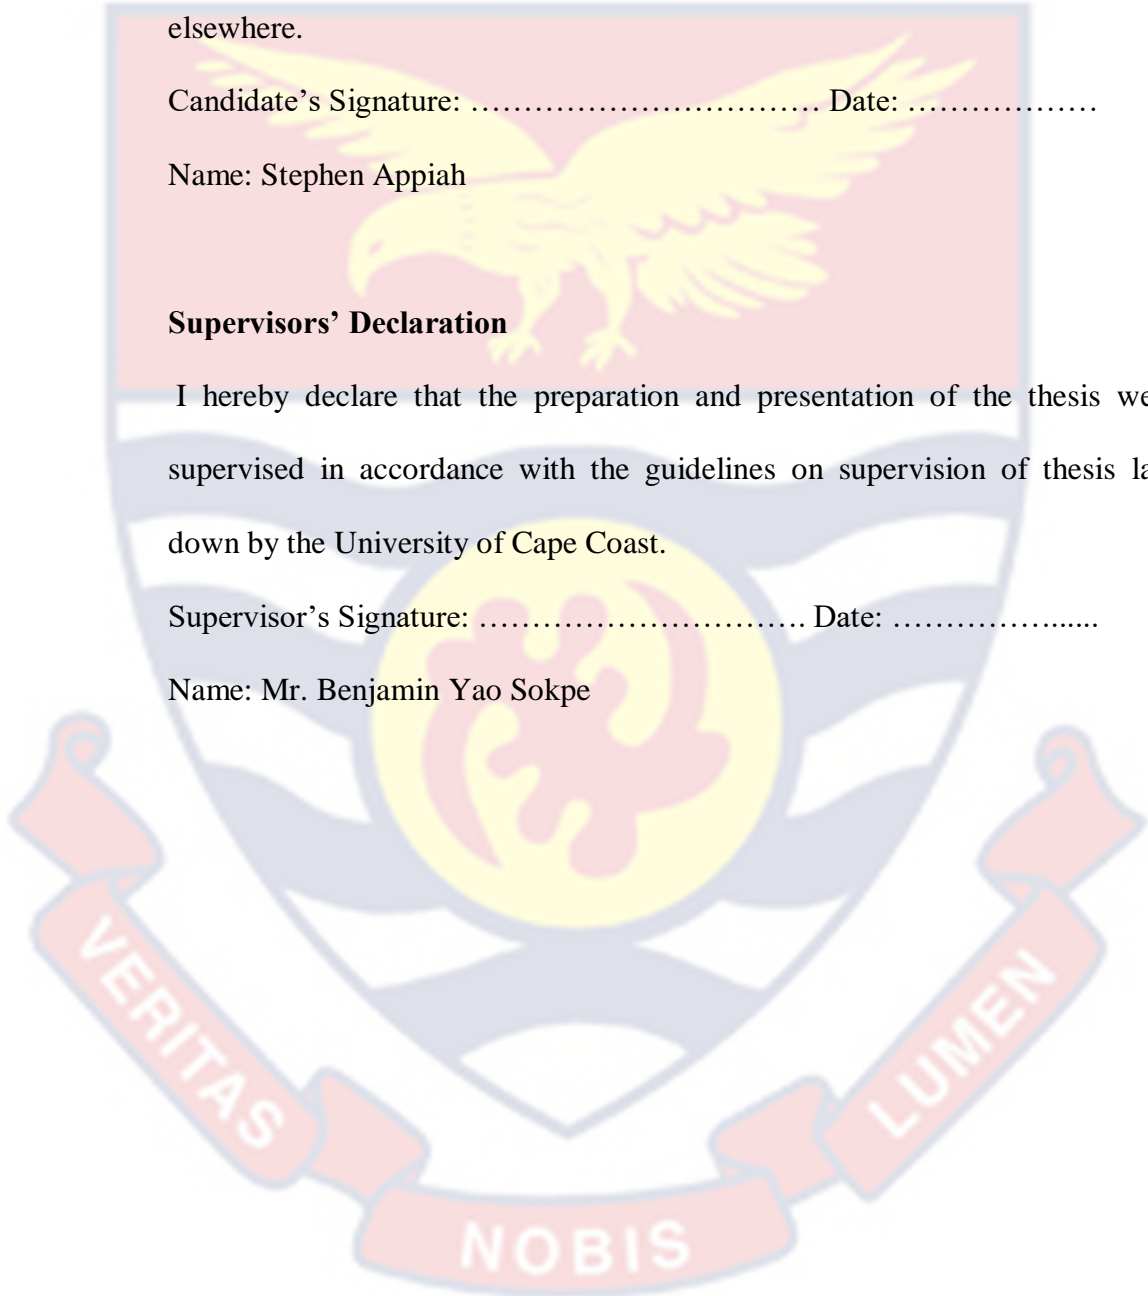 elsewhere.
Candidate’s Signature: …………………………… Date: ………………
Name: Stephen Appiah
Supervisors’ Declaration
I hereby declare that the preparation and presentation of the thesis we
supervised in accordance with the guidelines on supervision of thesis la
down by the University of Cape Coast.
Supervisor’s Signature: …………………………. Date: ……………......
Name: Mr. Benjamin Yao Sokpe
VERITAS
NOBIS
LUMEN